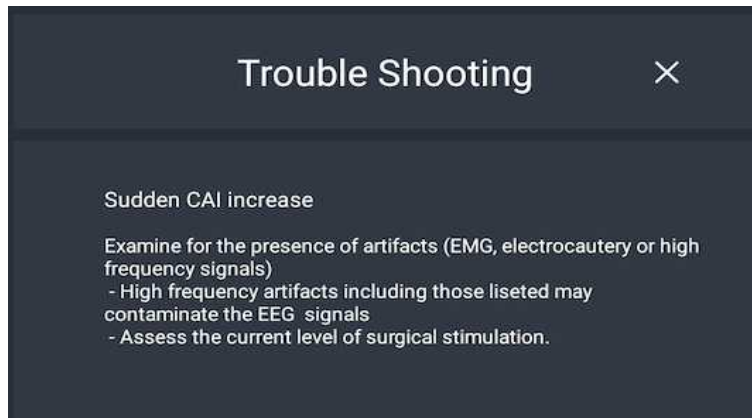 Trouble Shooting
Sudden CAI increase
Examine for the presence of artifacts (EMG, electrocautery or high
frequency signals)
- High frequency artifacts including those liseted may
contaminate the EEG signals
- Assess the current level of surgical stimulation.